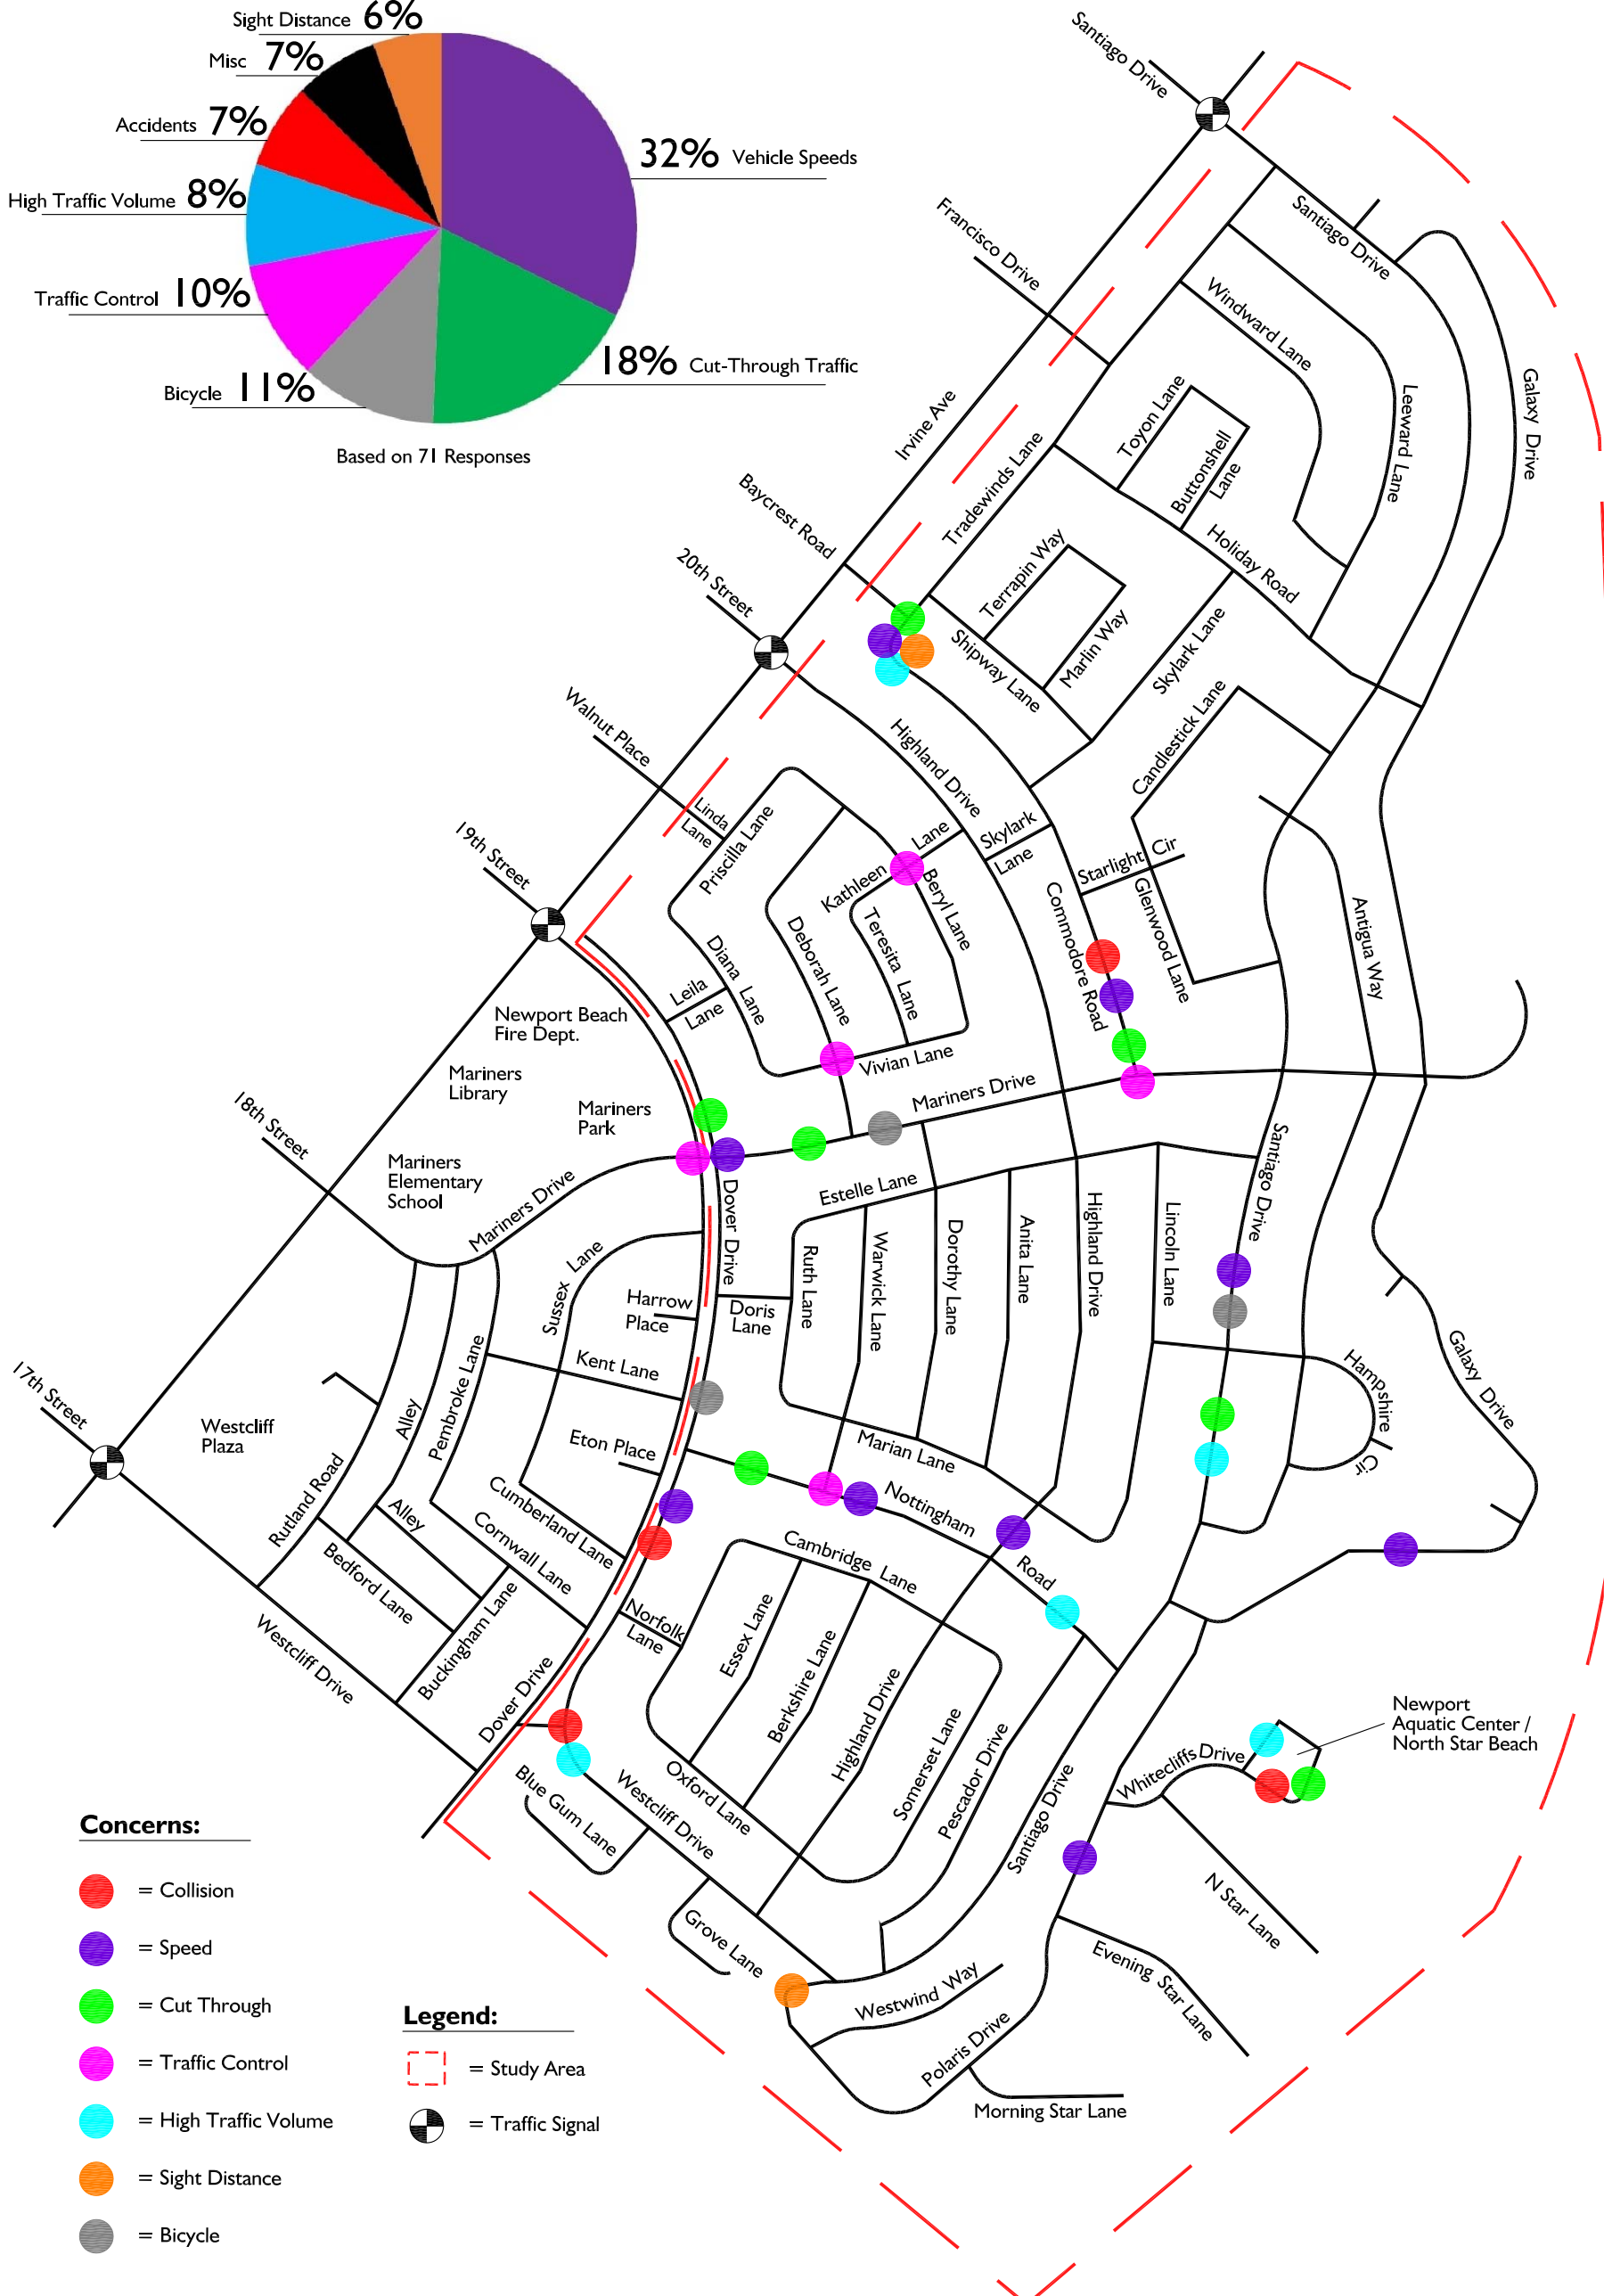 Sight Distance 6%
Misc 7%
Accidents 7%
High Traffic Volume 8%
Traffic Control 10%
Bicycle 11%
32% Vehicle Speeds
18% Cut-Through Traffic
Based on 71 Responses
Santiago Drive
Francisco Drive
Santiago Drive
Windward Lane
Galaxy Drive
Leeward Lane
Toyon Lane
Buttonshell
Lane
Irvine Ave
Tradewinds Lane
Baycrest Road
Holiday Road
20th Street
Terrapin Way
Marlin Way
Shipway Lane
Skylark Lane
Walnut Place
Highland Drive
Candlestick Lane
Linda
Lane
Priscilla Lane
19th Street
Kathleen
Lane
Skylark
Lane
Starlight Cir
Beryl Lane
Teresita Lane
Deborah Lane
Diana Lane
Commodore Road
Glenwood Lane
Antigua Way
Leila
Lane
Newport Beach
Fire Dept.
Vivian Lane
Mariners
Library
Mariners Drive
Mariners
Park
18th Street
Mariners
Elementary
School
Mariners Drive
Santiago Drive
Estelle Lane
Dover Drive
Sussex Lane
Ruth Lane
Warwick Lane
Dorothy Lane
Anita Lane
Highland Drive
Lincoln Lane
Harrow
Place
Doris
Lane
Kent Lane
Hampshire
Cir
Galaxy Drive
17th Street
Westcliff
Plaza
Alley
Pembroke Lane
Eton Place
Marian Lane
Rutland Road
Alley
Cumberland Lane
Cornwall Lane
Nottingham
Road
Bedford Lane
Cambridge Lane
Buckingham Lane
Norfolk
Lane
Essex Lane
Berkshire Lane
Westcliff Drive
Dover Drive
Highland Drive
Somerset Lane
Pescador Drive
Santiago Drive
Newport
Aquatic Center /
North Star Beach
Whitecliffs Drive
Blue Gum Lane
Westcliff Drive
Oxford Lane
N Star Lane
Grove Lane
Evening Star Lane
Westwind Way
Polaris Drive
Morning Star Lane
Concerns:
= Collision
= Speed
= Cut Through
= Traffic Control
= High Traffic Volume
= Sight Distance
= Bicycle
Legend:
= Study Area
= Traffic Signal